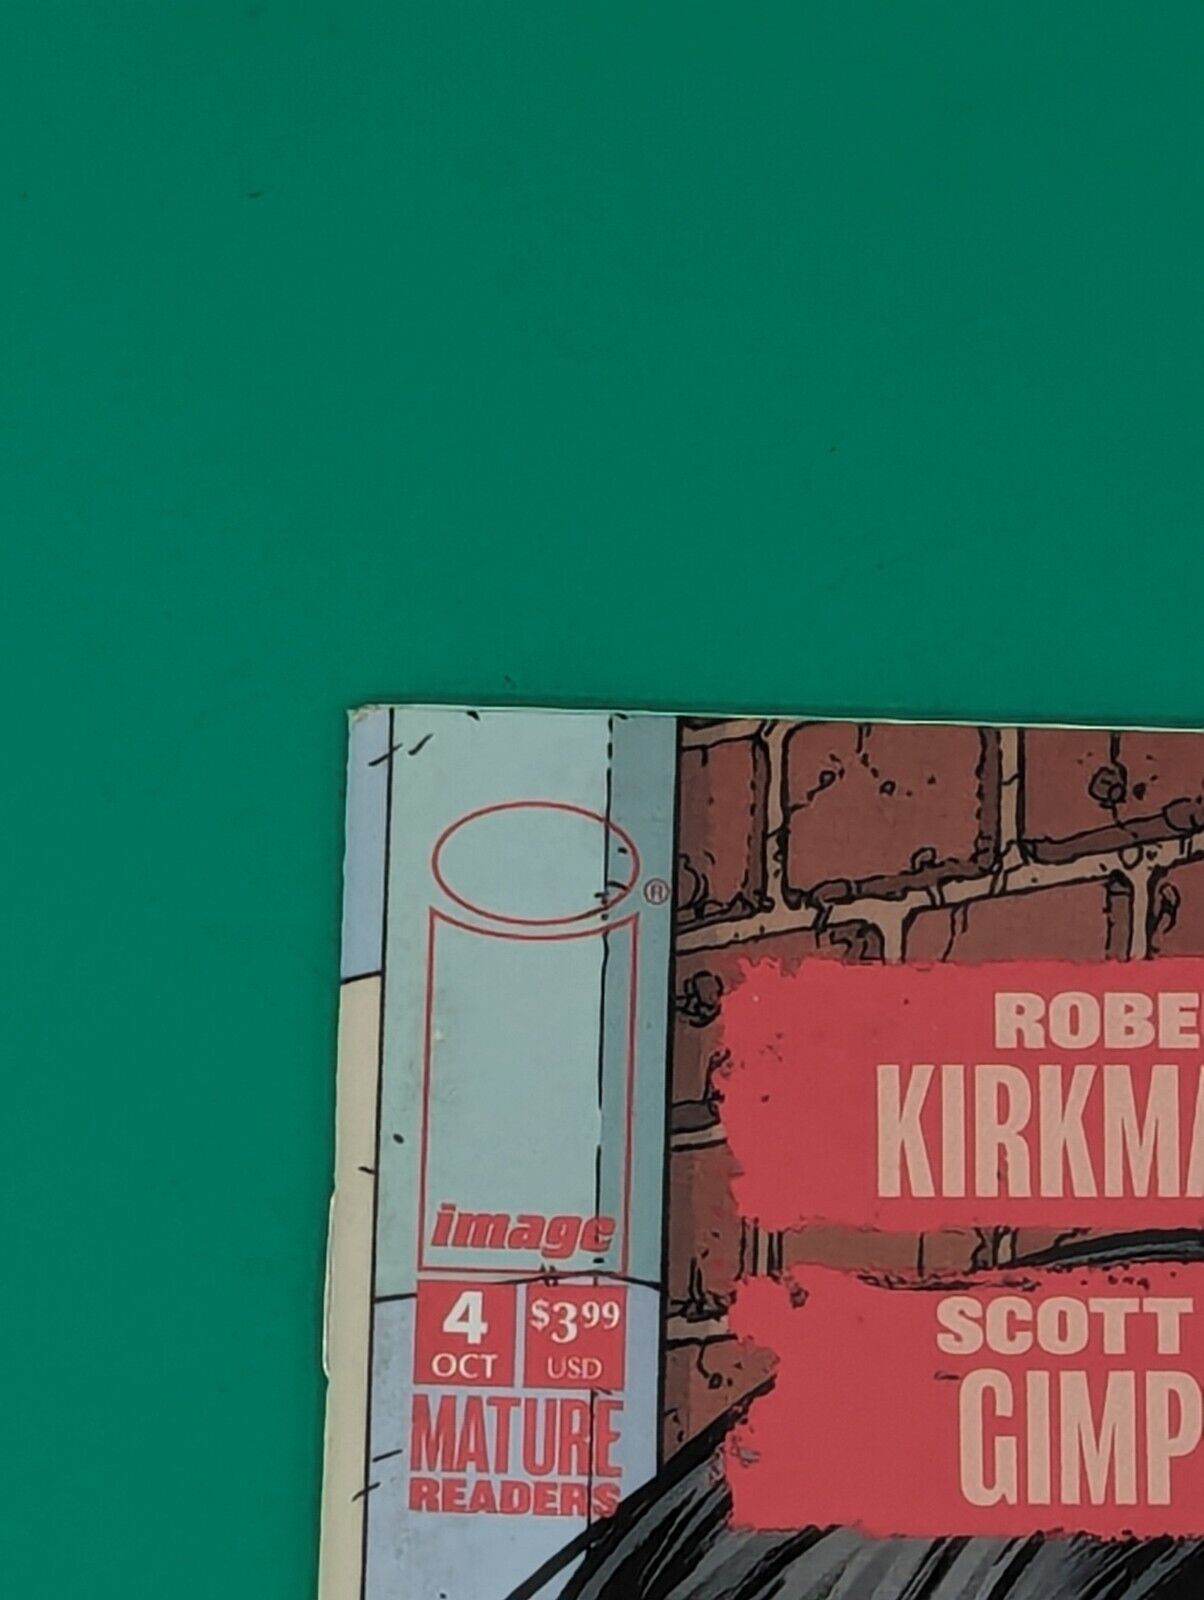 ®
image
4
OCT
$3.99
USD
MATURE
READERS
ROBE
KIRKMA
SCOTT
GIMP